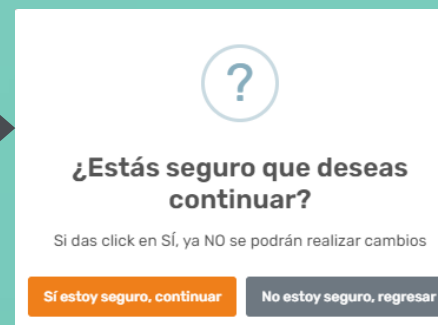 ?
¿Estás seguro que deseas
continuar?
Si das click en SÍ, ya NO se podrán realizar cambios
Sí estoy seguro, continuar
No estoy seguro, regresar